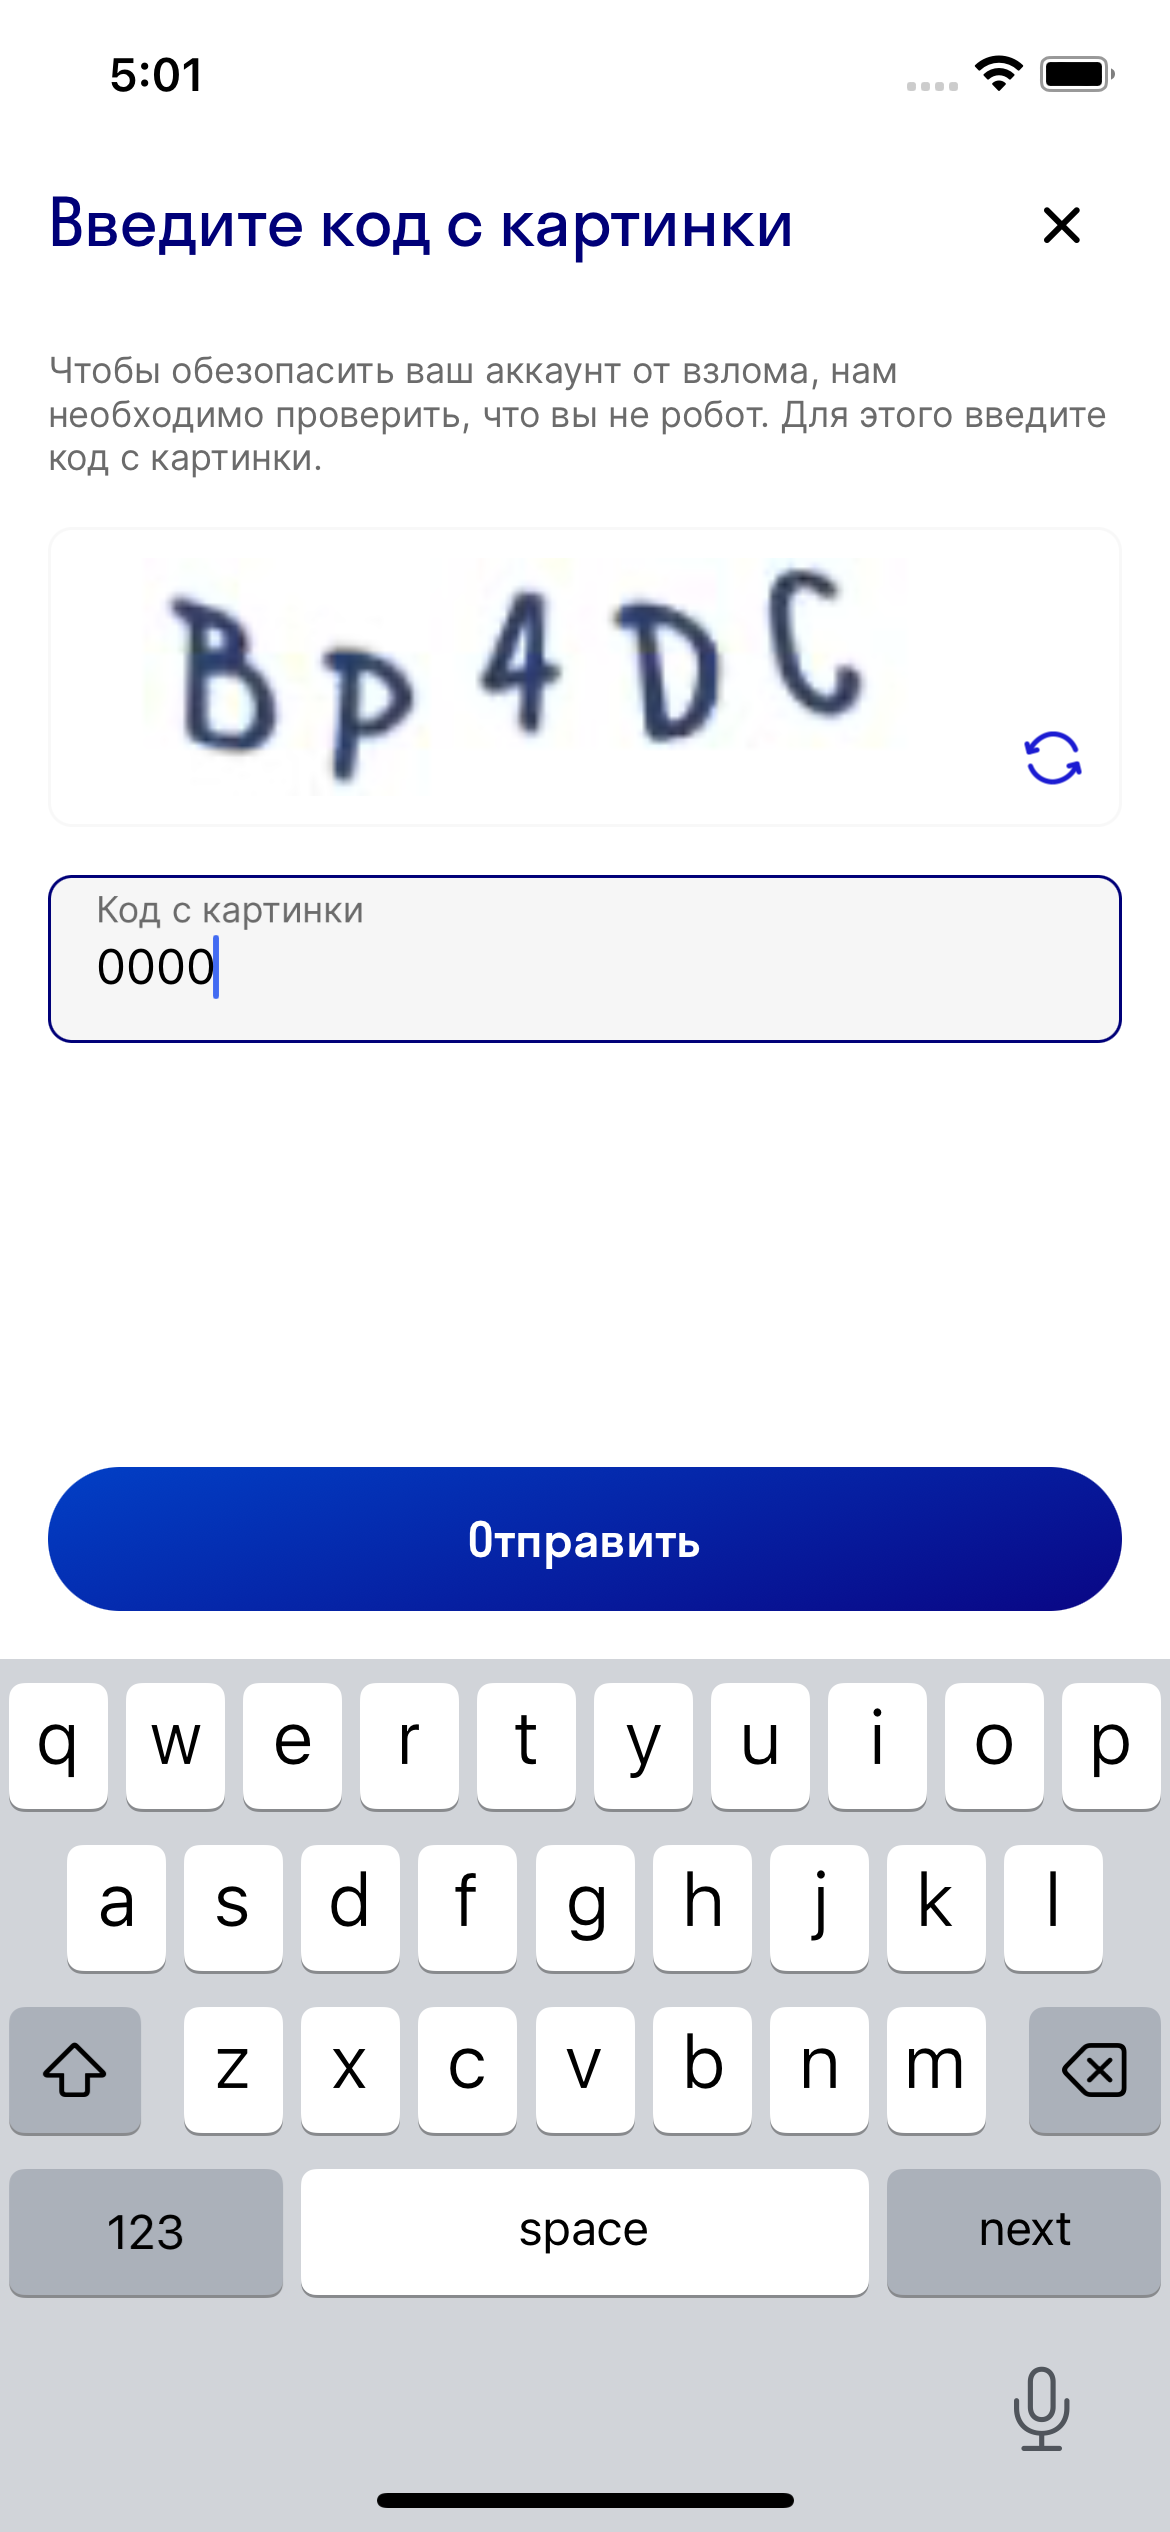 5:01
Введите код с картинки
Чтобы обезопасить ваш аккаунт от взлома, нам
необходимо проверить, что вы не робот. Для этого введите
код с картинки.
Bp4DC
Код с картинки
0000
Отправить
q w e r t y u i o p
a s d f g h j k l
z x c v b n m
123 space next